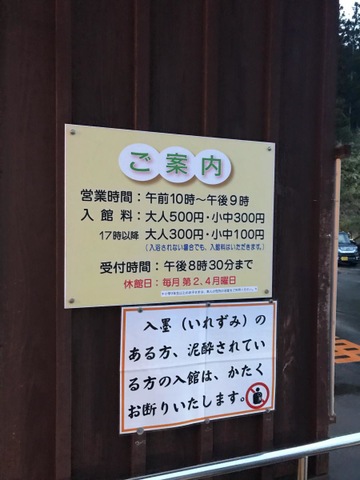 ご案内
営業時間：午前10時～午後9時
入館料：大人500円・小中300円
17時以降 大人300円・小中100円
（入浴されない場合でも、入館料はいただきます。）
受付時間：午後8時30分まで
休館日：毎月第2、4月曜日
入墨（いれずみ）の
ある方、泥酔されてい
る方の入館は、かたく
お断りいたします。